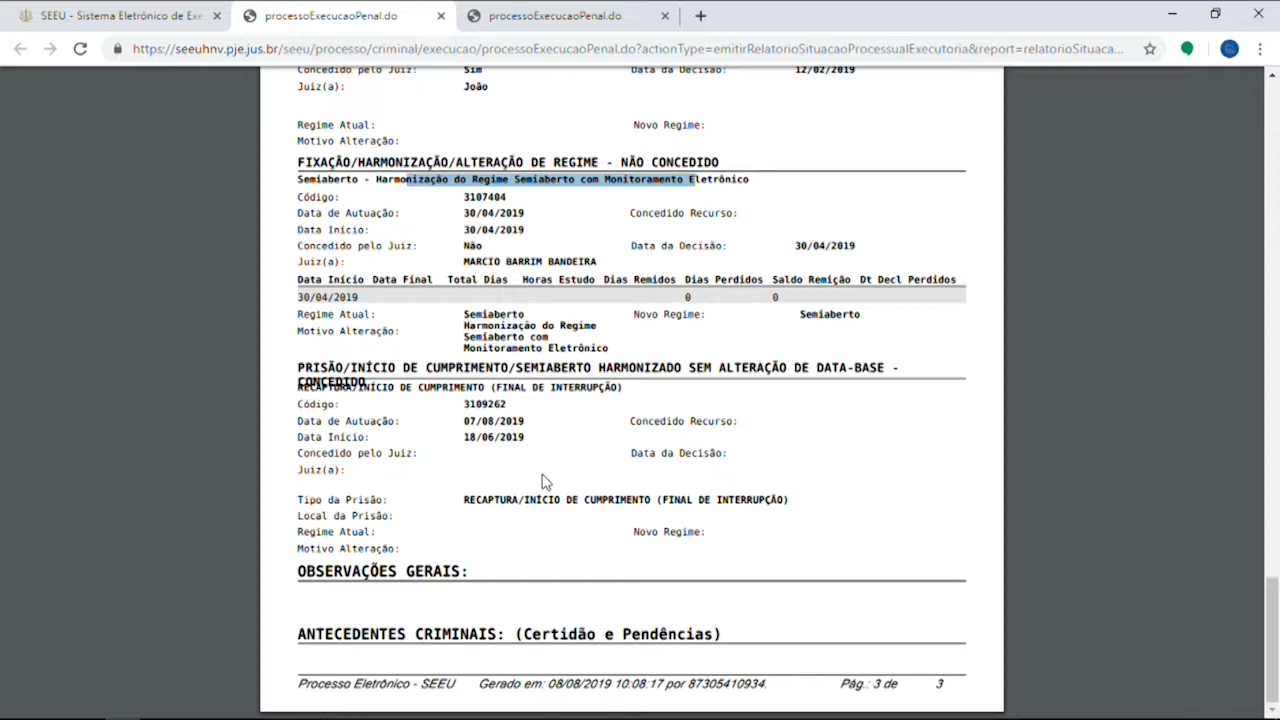 SEEU - Sistema Eletrônico de Exe
processoExecucaoPenal.do
processoExecucaoPenal.do
https://seeuhnv.pje.jus.br/seeu/processo/criminal/execucao/processoExecucaoPenal.do?actionType=emitirRelatorioSituacaoProcessualExecutoria&report=relatorioSituaca...
Concedido pelo Juiz: Sim Data da Decisão: 12/02/2019
Juiz(a): João
Regime Atual: Novo Regime:
Motivo Alteração:
FIXAÇÃO/HARMONIZAÇÃO/ALTERAÇÃO DE REGIME - NÃO CONCEDIDO
Semiaberto - Harmonização do Regime Semiaberto com Monitoramento Eletrônico
Código: 3107404
Data de Autuação: 30/04/2019 Concedido Recurso:
Data Início: 30/04/2019
Concedido pelo Juiz: Não Data da Decisão: 30/04/2019
Juiz(a): MARCIO BARRIM BANDEIRA
Data Início Data Final Total Dias Horas Estudo Dias Remidos Dias Perdidos Saldo Remição Dt Decl Perdidos
30/04/2019 0 0
Regime Atual: Semiaberto Novo Regime: Semiaberto
Motivo Alteração: Harmonização do Regime
Semiaberto com
Monitoramento Eletrônico
PRISÃO/INÍCIO DE CUMPRIMENTO/SEMIABERTO HARMONIZADO SEM ALTERAÇÃO DE DATA-BASE -
CONCEDIDO
RECAPTURA/INÍCIO DE CUMPRIMENTO (FINAL DE INTERRUPÇÃO)
Código: 3109262
Data de Autuação: 07/08/2019 Concedido Recurso:
Data Início: 18/06/2019
Concedido pelo Juiz: Data da Decisão:
Juiz(a):
Tipo da Prisão: RECAPTURA/INÍCIO DE CUMPRIMENTO (FINAL DE INTERRUPÇÃO)
Local da Prisão:
Regime Atual: Novo Regime:
Motivo Alteração:
OBSERVAÇÕES GERAIS:
ANTECEDENTES CRIMINAIS: (Certidão e Pendências)
Processo Eletrônico - SEEU Gerado em: 08/08/2019 10:08:17 por 87305410934. Pág.: 3 de 3